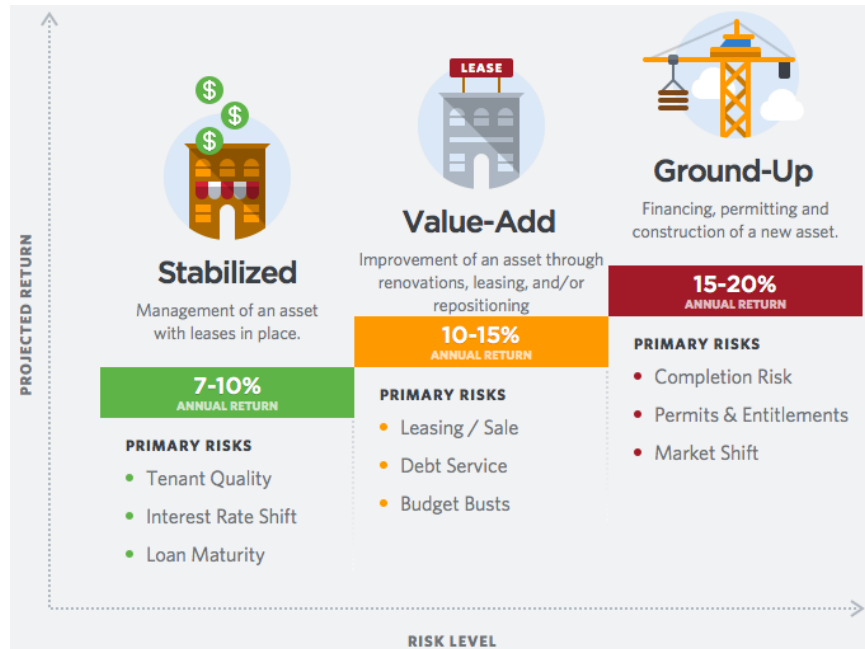 PROJECTED RETURN
$
$
$
Stabilized
Management of an asset
with leases in place.
7-10%
ANNUAL RETURN
PRIMARY RISKS
• Tenant Quality
• Interest Rate Shift
• Loan Maturity
LEASE
Value-Add
Improvement of an asset through
renovations, leasing, and/or
repositioning
10-15%
ANNUAL RETURN
PRIMARY RISKS
• Leasing / Sale
• Debt Service
• Budget Busts
Ground-Up
Financing, permitting and
construction of a new asset.
15-20%
ANNUAL RETURN
PRIMARY RISKS
• Completion Risk
• Permits & Entitlements
• Market Shift
RISK LEVEL